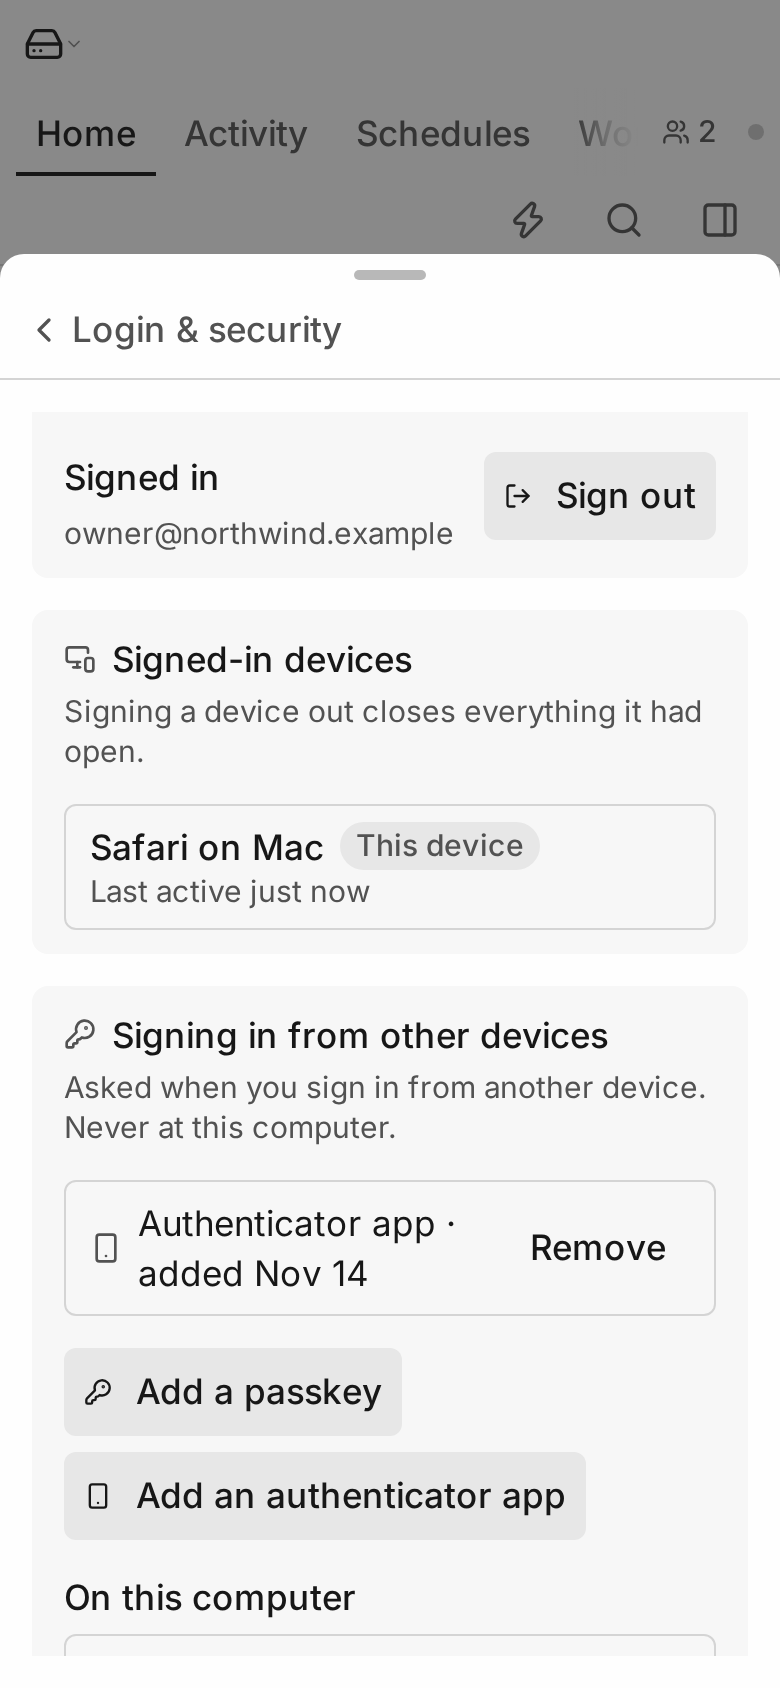 Home Activity Schedules Wo 2
Login & security
Signed in
owner@northwind.example
Sign out
Signed-in devices
Signing a device out closes everything it had
open.
Safari on Mac This device
Last active just now
Signing in from other devices
Asked when you sign in from another device.
Never at this computer.
Authenticator app ·
added Nov 14
Remove
Add a passkey
Add an authenticator app
On this computer